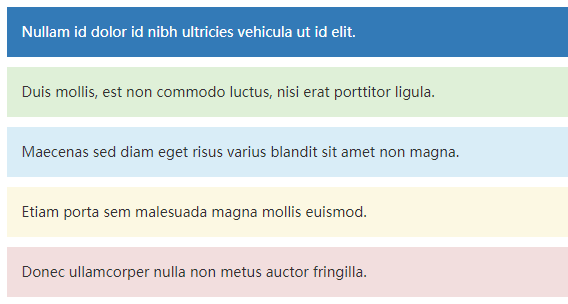 Nullam id dolor id nibh ultricies vehicula ut id elit.
Duis mollis, est non commodo luctus, nisi erat porttitor ligula.
Maecenas sed diam eget risus varius blandit sit amet non magna.
Etiam porta sem malesuada magna mollis euismod.
Donec ullamcorper nulla non metus auctor fringilla.